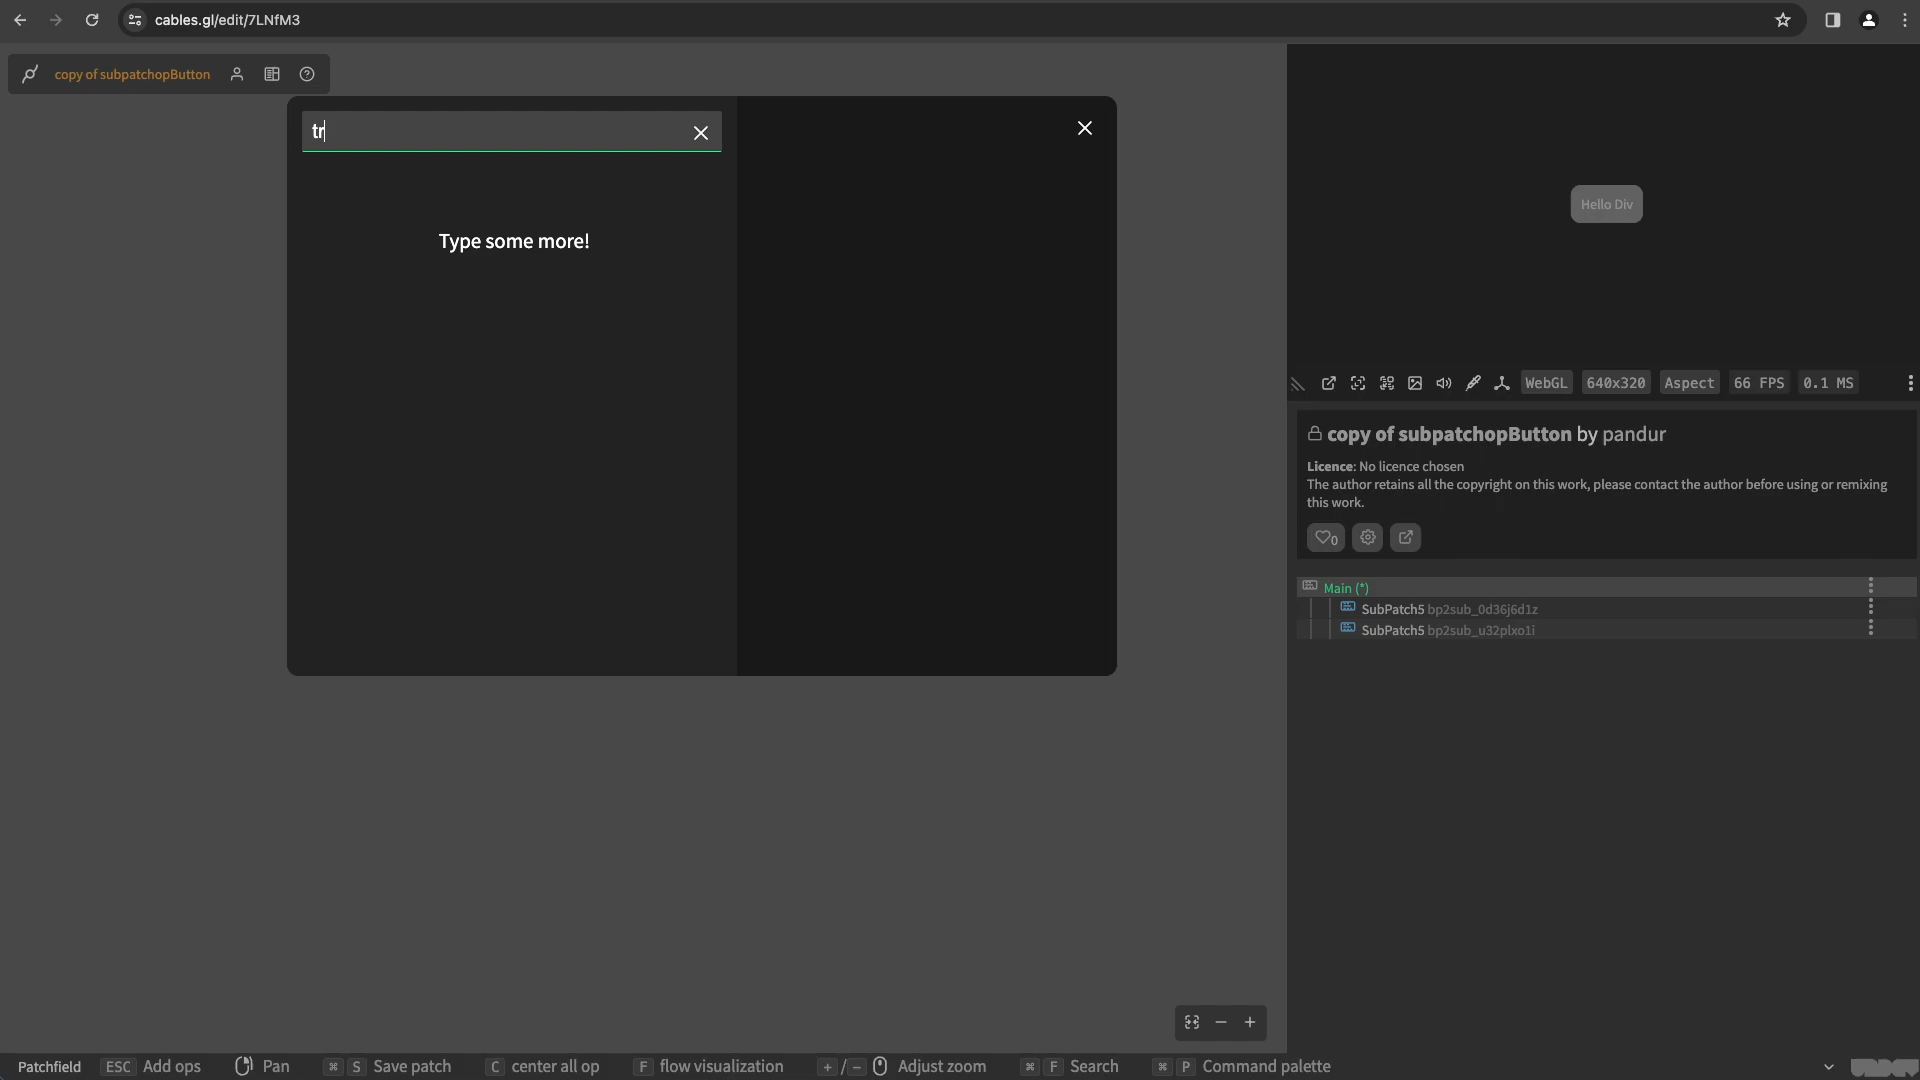 cables.gl/edit/7LNfM3
copy of subpatchopButton
tr
Type some more!
Hello Div
WebGL 640x320 Aspect 66 FPS 0.1 MS
copy of subpatchopButton by pandur
Licence: No licence chosen
The author retains all the copyright on this work, please contact the author before using or remixing
this work.
0
Main (*)
SubPatch5 bp2sub_0d36j6d1z
SubPatch5 bp2sub_u32plxo1i
Patchfield ESC Add ops Pan ⌘ S Save patch C center all op F flow visualization + / − Adjust zoom ⌘ F Search ⌘ P Command palette